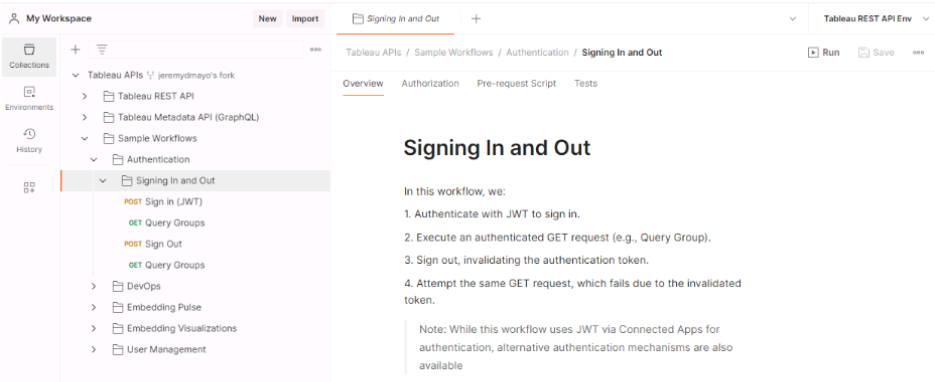 My Workspace
New
Import
Signing In and Out
Tableau REST API Env
Collections
Environments
History
Tableau APIs jeremydmayo's fork
Tableau REST API
Tableau Metadata API (GraphQL)
Sample Workflows
Authentication
Signing In and Out
POST Sign in (JWT)
GET Query Groups
POST Sign Out
GET Query Groups
DevOps
Embedding Pulse
Embedding Visualizations
User Management
Tableau APIs / Sample Workflows / Authentication / Signing In and Out
Run
Save
Overview
Authorization
Pre-request Script
Tests
Signing In and Out
In this workflow, we:
1. Authenticate with JWT to sign in.
2. Execute an authenticated GET request (e.g., Query Group).
3. Sign out, invalidating the authentication token.
4. Attempt the same GET request, which fails due to the invalidated
token.
Note: While this workflow uses JWT via Connected Apps for
authentication, alternative authentication mechanisms are also
available